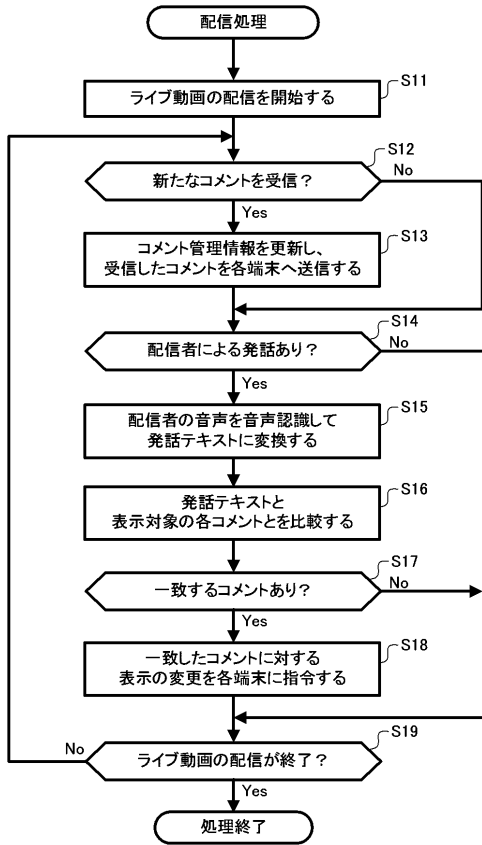 配信処理
S11
ライブ動画の配信を開始する
S12
新たなコメントを受信？
No
Yes
S13
コメント管理情報を更新し、
受信したコメントを各端末へ送信する
S14
配信者による発話あり？
No
Yes
S15
配信者の音声を音声認識して
発話テキストに変換する
S16
発話テキストと
表示対象の各コメントとを比較する
S17
一致するコメントあり？
No
Yes
S18
一致したコメントに対する
表示の変更を各端末に指令する
S19
No
ライブ動画の配信が終了？
Yes
処理終了